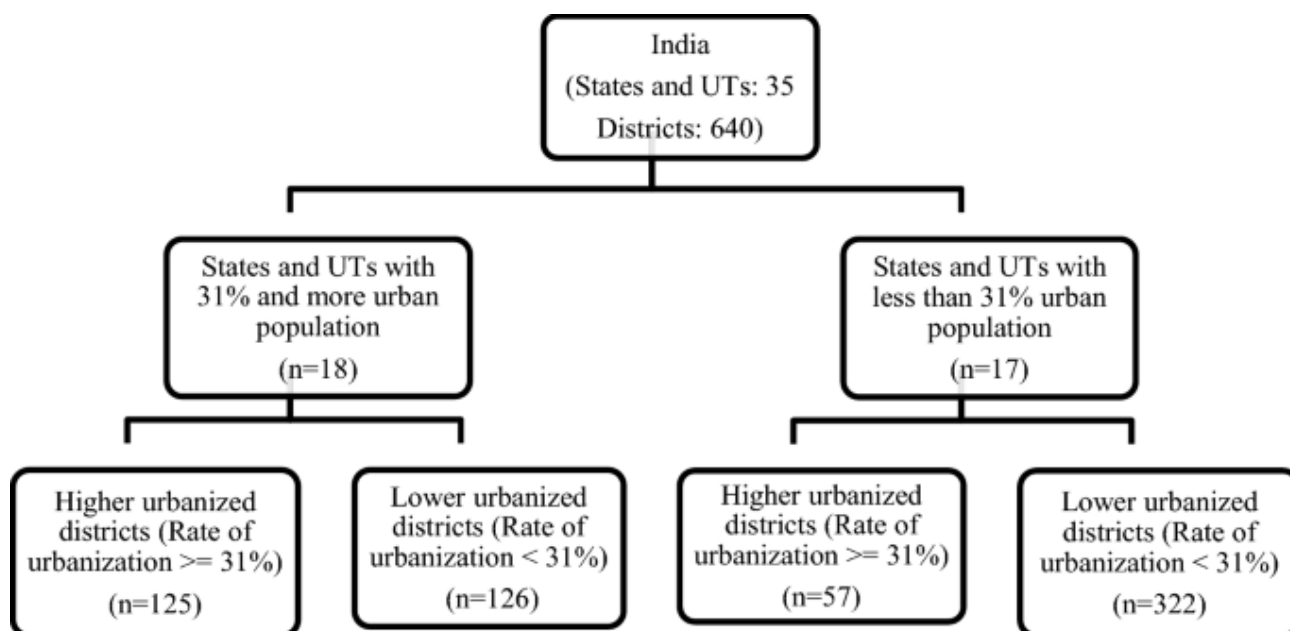 India
(States and UTs: 35
Districts: 640)
States and UTs with
31% and more urban
population
(n=18)
States and UTs with
less than 31% urban
population
(n=17)
Higher urbanized
districts (Rate of
urbanization >= 31%)
(n=125)
Lower urbanized
districts (Rate of
urbanization < 31%)
(n=126)
Higher urbanized
districts (Rate of
urbanization >= 31%)
(n=57)
Lower urbanized
districts (Rate of
urbanization < 31%)
(n=322)